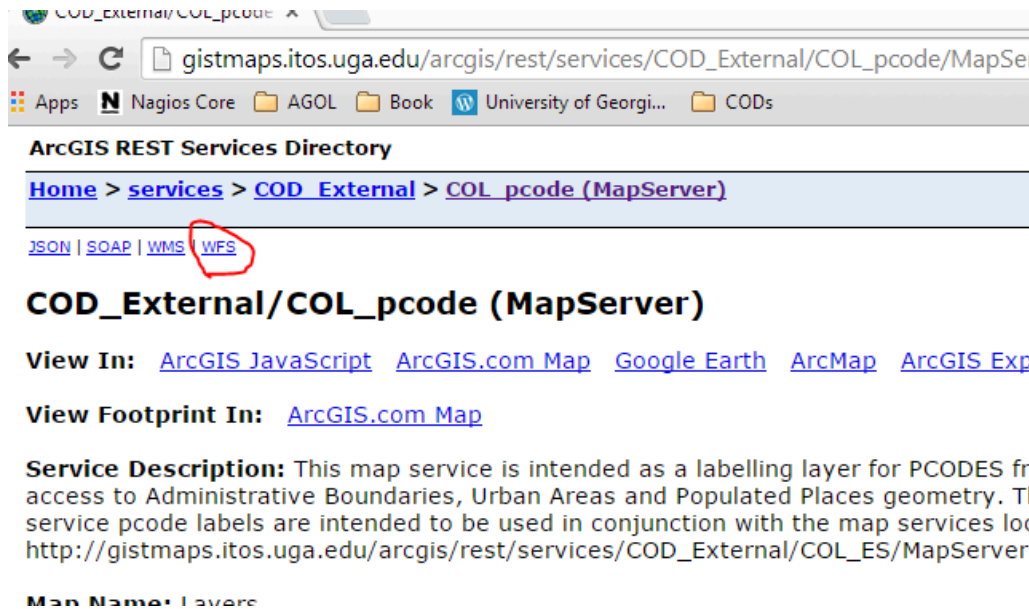 COD_External/COL_pcode
gistmaps.itos.uga.edu/arcgis/rest/services/COD_External/COL_pcode/MapSe
Apps Nagios Core AGOL Book University of Georgi... CODs
ArcGIS REST Services Directory
Home > services > COD_External > COL_pcode (MapServer)
JSON | SOAP | WMS | WFS
COD_External/COL_pcode (MapServer)
View In: ArcGIS JavaScript ArcGIS.com Map Google Earth ArcMap ArcGIS Exp
View Footprint In: ArcGIS.com Map
Service Description: This map service is intended as a labelling layer for PCODES fr
access to Administrative Boundaries, Urban Areas and Populated Places geometry. T
service pcode labels are intended to be used in conjunction with the map services lo
http://gistmaps.itos.uga.edu/arcgis/rest/services/COD_External/COL_ES/MapServer
Map Name: Layers